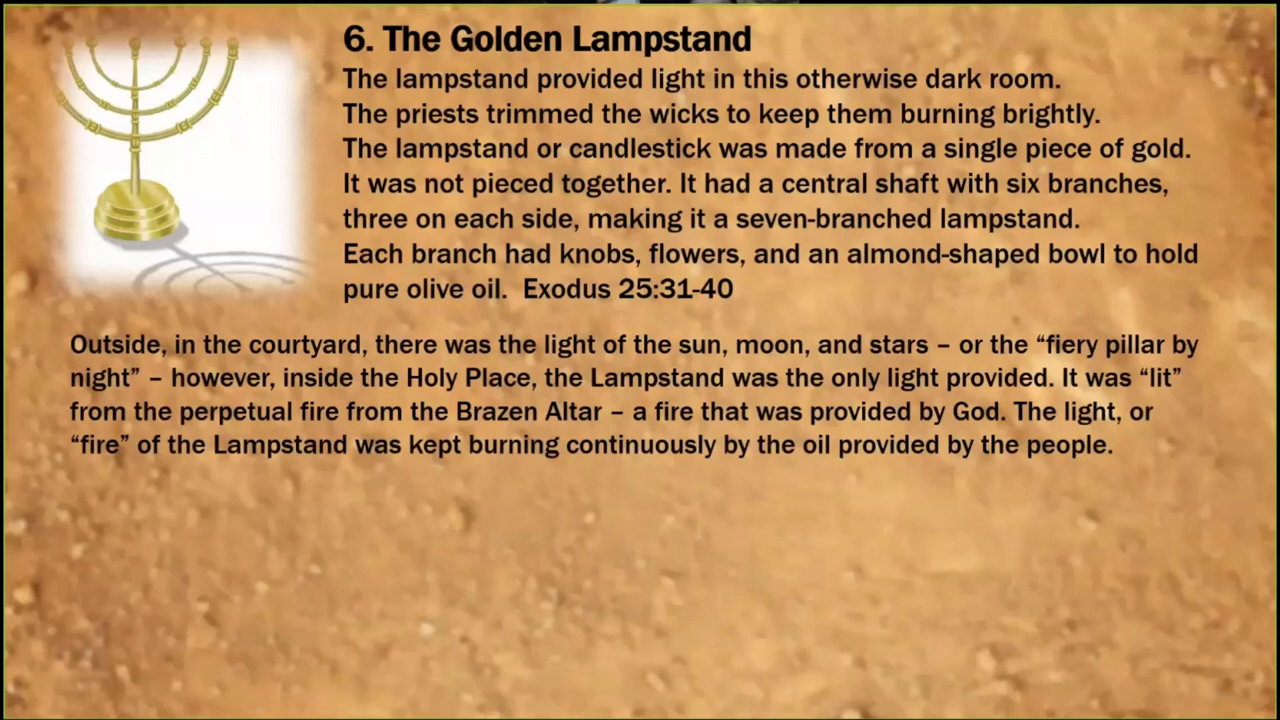 6. The Golden Lampstand
The lampstand provided light in this otherwise dark room.
The priests trimmed the wicks to keep them burning brightly.
The lampstand or candlestick was made from a single piece of gold.
It was not pieced together. It had a central shaft with six branches,
three on each side, making it a seven-branched lampstand.
Each branch had knobs, flowers, and an almond-shaped bowl to hold
pure olive oil.  Exodus 25:31-40
Outside, in the courtyard, there was the light of the sun, moon, and stars – or the “fiery pillar by
night” – however, inside the Holy Place, the Lampstand was the only light provided. It was “lit”
from the perpetual fire from the Brazen Altar – a fire that was provided by God. The light, or
“fire” of the Lampstand was kept burning continuously by the oil provided by the people.